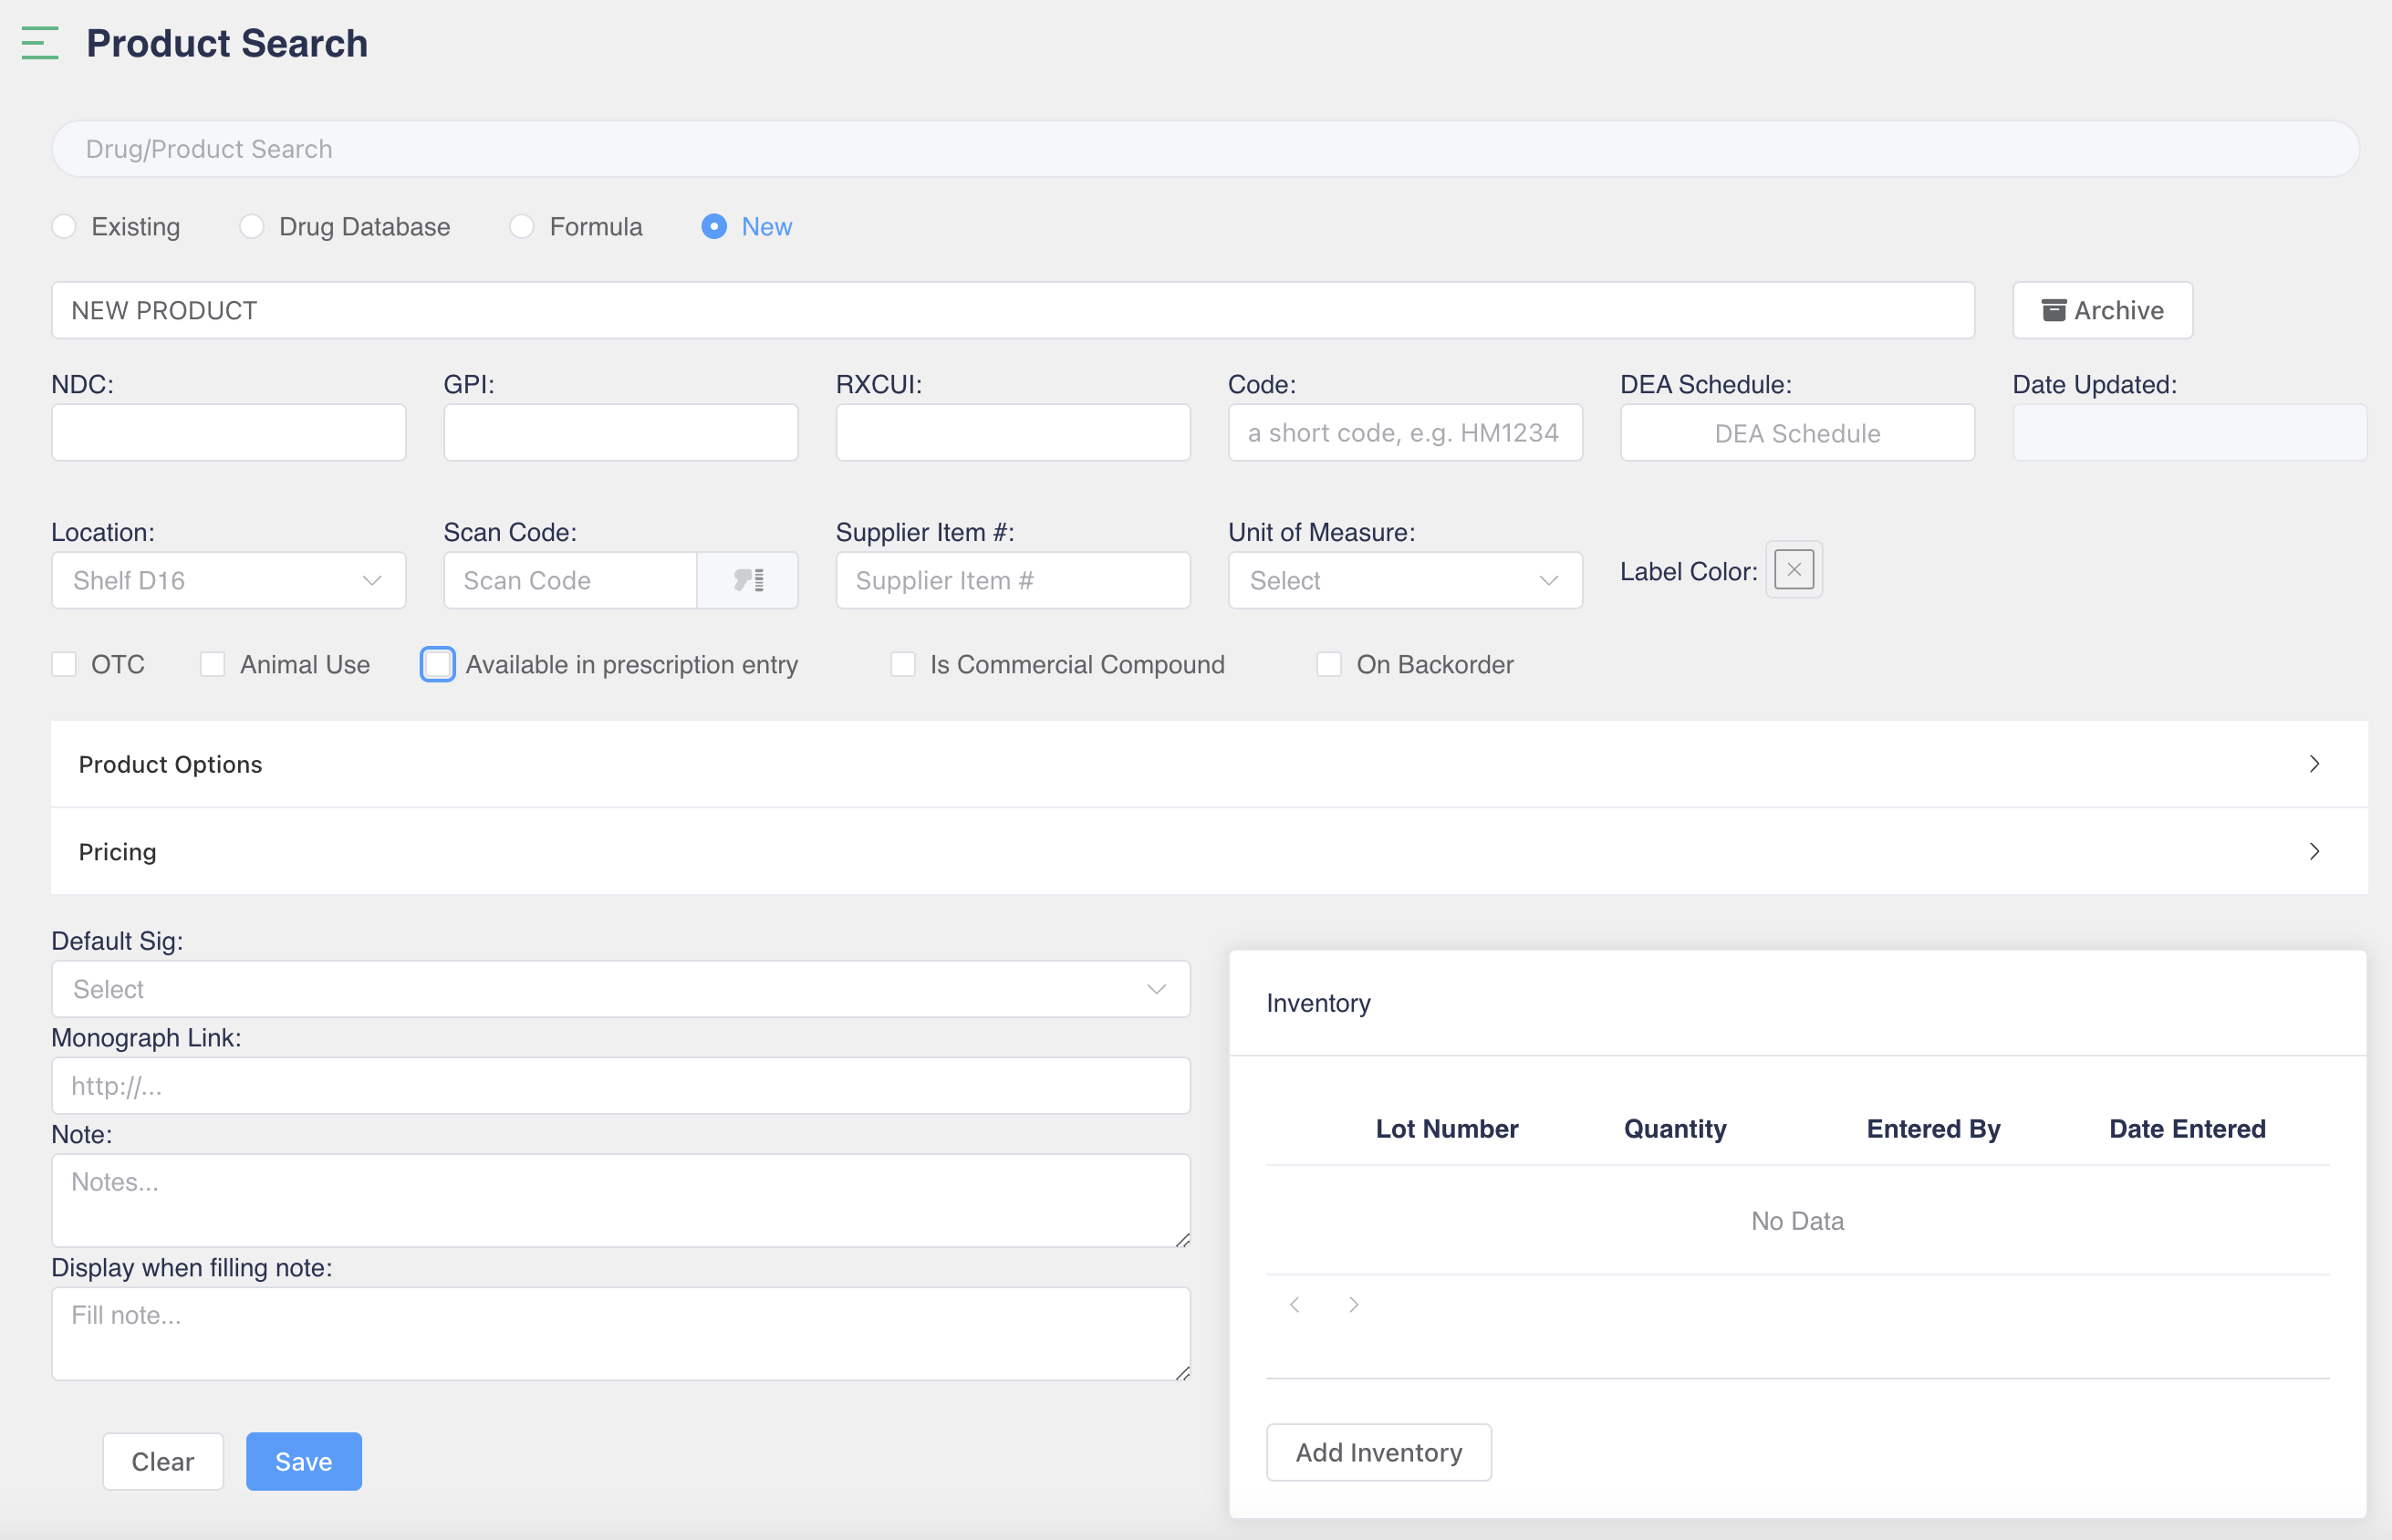 Product Search
Drug/Product Search
Existing Drug Database Formula New
NEW PRODUCT Archive
NDC: GPI: RXCUI: Code: DEA Schedule: Date Updated:
a short code, e.g. HM1234 DEA Schedule
Location: Scan Code: Supplier Item #: Unit of Measure: Label Color:
Shelf D16 Scan Code Supplier Item # Select
OTC Animal Use Available in prescription entry Is Commercial Compound On Backorder
Product Options
Pricing
Default Sig:
Select
Monograph Link:
http://...
Note:
Notes...
Display when filling note:
Fill note...
Clear Save
Inventory
Lot Number Quantity Entered By Date Entered
No Data
Add Inventory